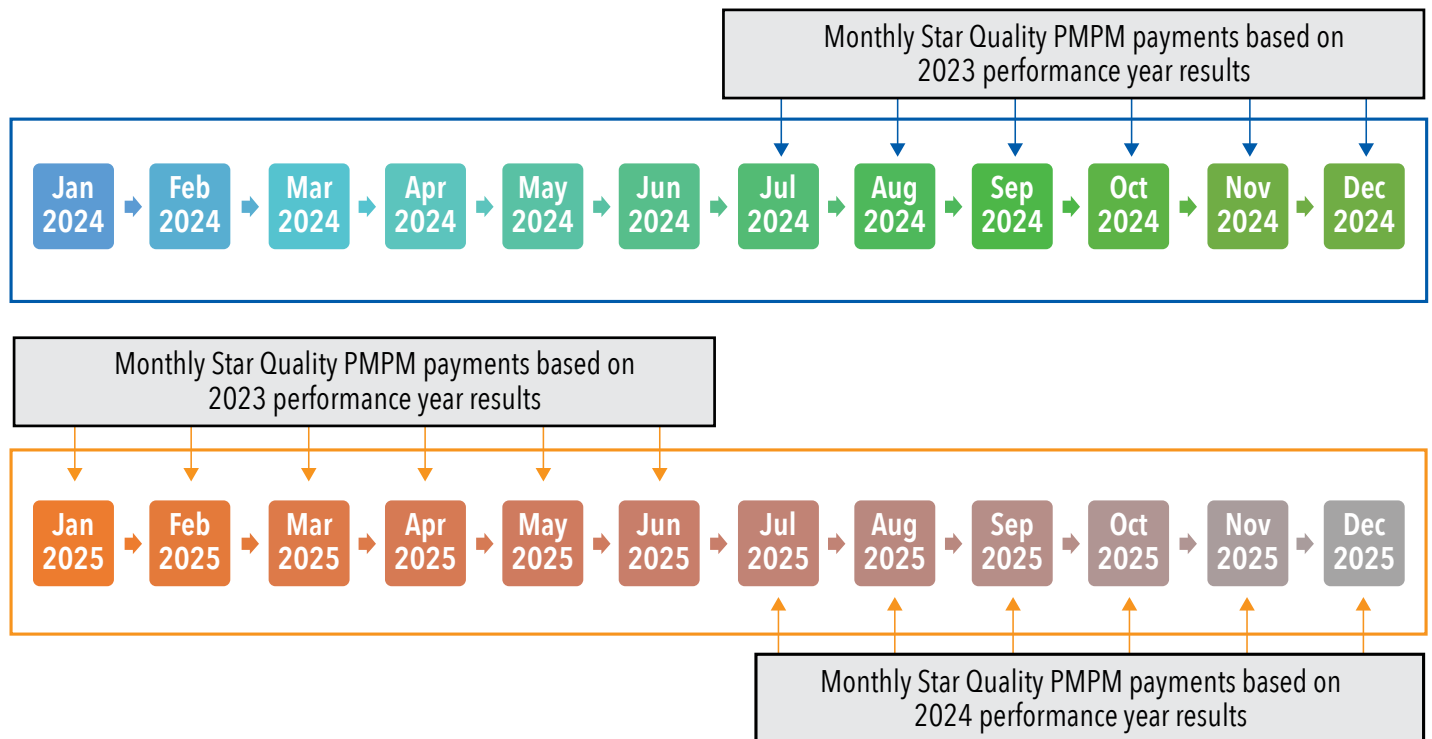 Monthly Star Quality PMPM payments based on
2023 performance year results
Jan
2024
Feb
2024
Mar
2024
Apr
2024
May
2024
Jun
2024
Jul
2024
Aug
2024
Sep
2024
Oct
2024
Nov
2024
Dec
2024
Monthly Star Quality PMPM payments based on
2023 performance year results
Jan
2025
Feb
2025
Mar
2025
Apr
2025
May
2025
Jun
2025
Jul
2025
Aug
2025
Sep
2025
Oct
2025
Nov
2025
Dec
2025
Monthly Star Quality PMPM payments based on
2024 performance year results